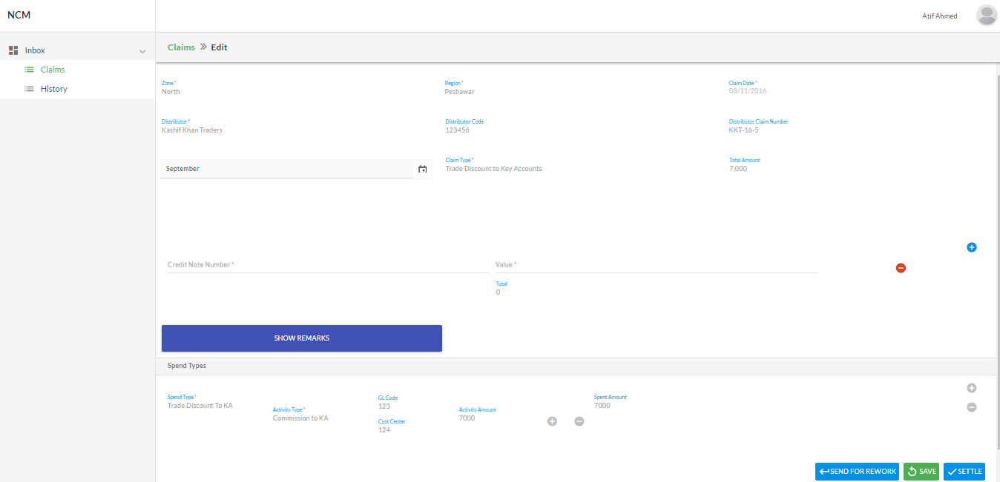 NCM
Atif Ahmed
Inbox
Claims
History
Claims » Edit
Zone* Region* Claim Date*
North Peshawar 08/11/2016
Distributor* Distributor Code Distributor Claim Number
Kashif Khan Traders 123456 KKT-16-5
Claim Type* Total Amount
September Trade Discount to Key Accounts 7,000
Credit Note Number * Value *
Total
0
SHOW REMARKS
Spend Types
Spend Type* GL Code Spent Amount
Trade Discount To KA 123 7000
Activity Type* Activity Amount
Commission to KA 7000
Cost Center
124
SEND FOR REWORK SAVE SETTLE